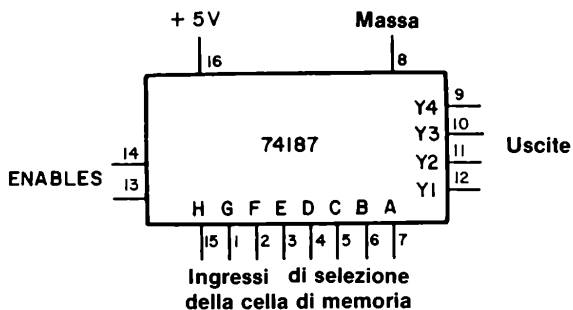 + 5V Massa
16 8
Y4 9
74187 Y3 10 Uscite
14 Y2 11
ENABLES 13 Y1 12
H G F E D C B A
15 1 2 3 4 5 6 7
Ingressi di selezione
della cella di memoria